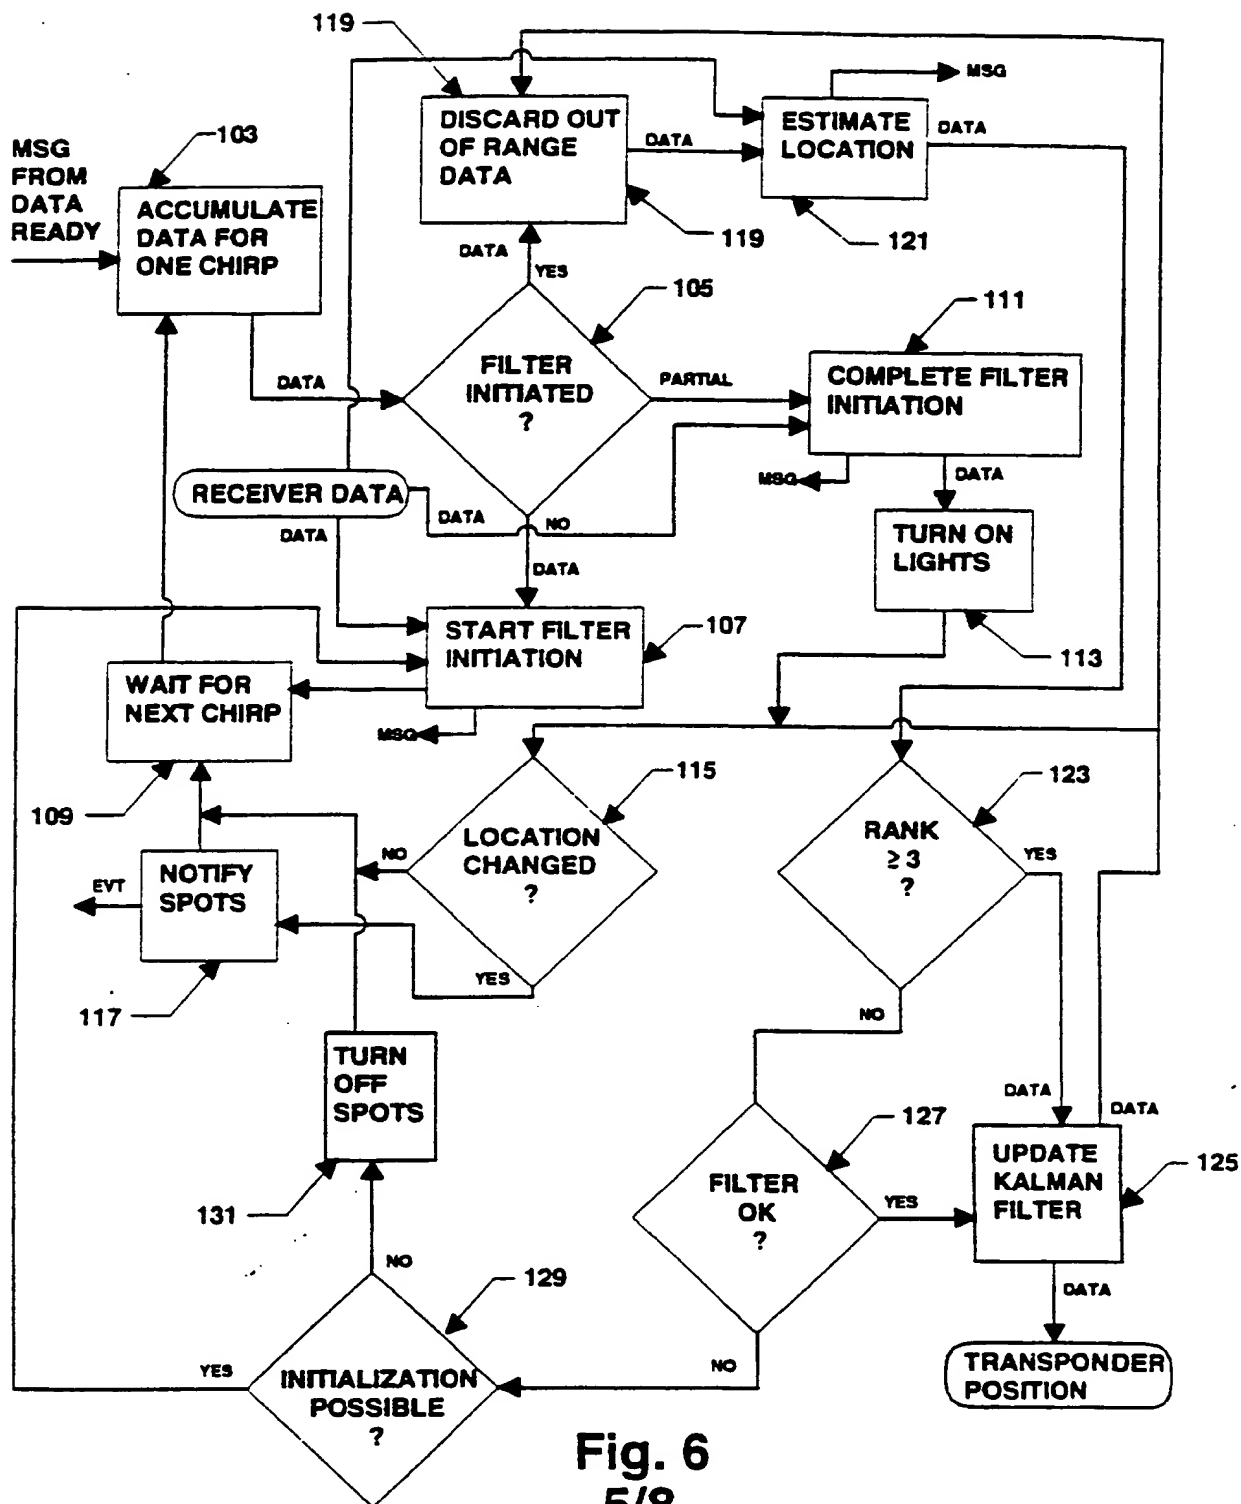 119
MSG
103
DISCARD OUT
OF RANGE
DATA
DATA
ESTIMATE
LOCATION
DATA
MSG
FROM
DATA
READY
ACCUMULATE
DATA FOR
ONE CHIRP
119
121
DATA
YES
105
111
FILTER
INITIATED
?
DATA
PARTIAL
COMPLETE FILTER
INITIATION
MSG
DATA
RECEIVER DATA
DATA
NO
DATA
DATA
TURN ON
LIGHTS
START FILTER
INITIATION
107
113
WAIT FOR
NEXT CHIRP
MSG
109
115
123
LOCATION
CHANGED
?
NO
RANK
≥ 3
?
YES
NOTIFY
SPOTS
EVT
YES
117
NO
TURN
OFF
SPOTS
DATA
DATA
127
131
FILTER
OK
?
YES
UPDATE
KALMAN
FILTER
125
NO
129
DATA
YES
INITIALIZATION
POSSIBLE
?
NO
TRANSPONDER
POSITION
Fig. 6
5/8